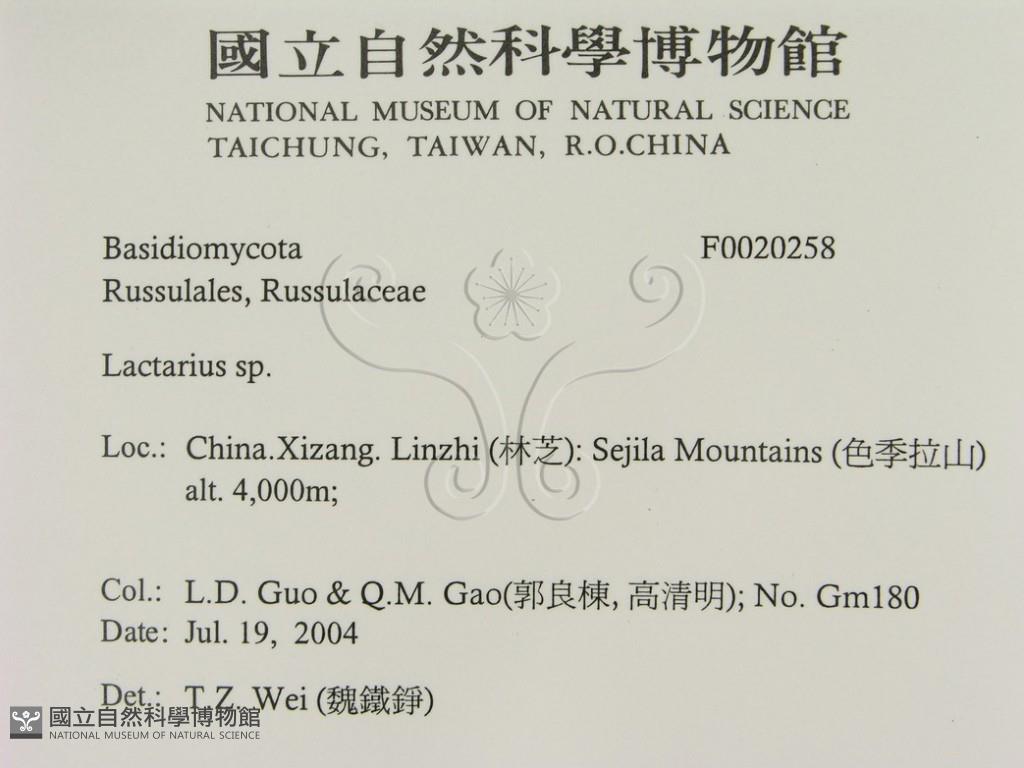 國立自然科學博物館
NATIONAL MUSEUM OF NATURAL SCIENCE
TAICHUNG, TAIWAN, R.O.CHINA
Basidiomycota F0020258
Russulales, Russulaceae
Lactarius sp.
Loc.: China.Xizang. Linzhi (林芝): Sejila Mountains (色季拉山)
alt. 4,000m;
Col.: L.D. Guo & Q.M. Gao(郭良棟, 高清明); No. Gm180
Date: Jul. 19, 2004
Det.: T.Z. Wei (魏鐵錚)
國立自然科學博物館
NATIONAL MUSEUM OF NATURAL SCIENCE